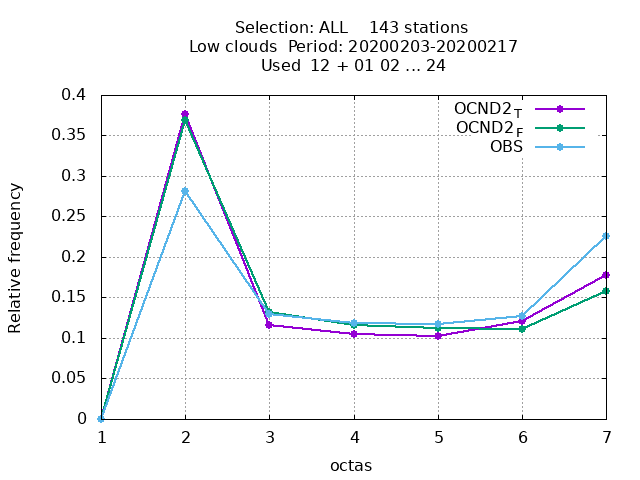 Selection: ALL    143 stations
Low clouds  Period: 20200203-20200217
Used  12 + 01 02 ... 24
0.4
0.35
0.3
0.25
0.2
0.15
0.1
0.05
0
Relative frequency
OCND2T
OCND2F
OBS
1 2 3 4 5 6 7
octas